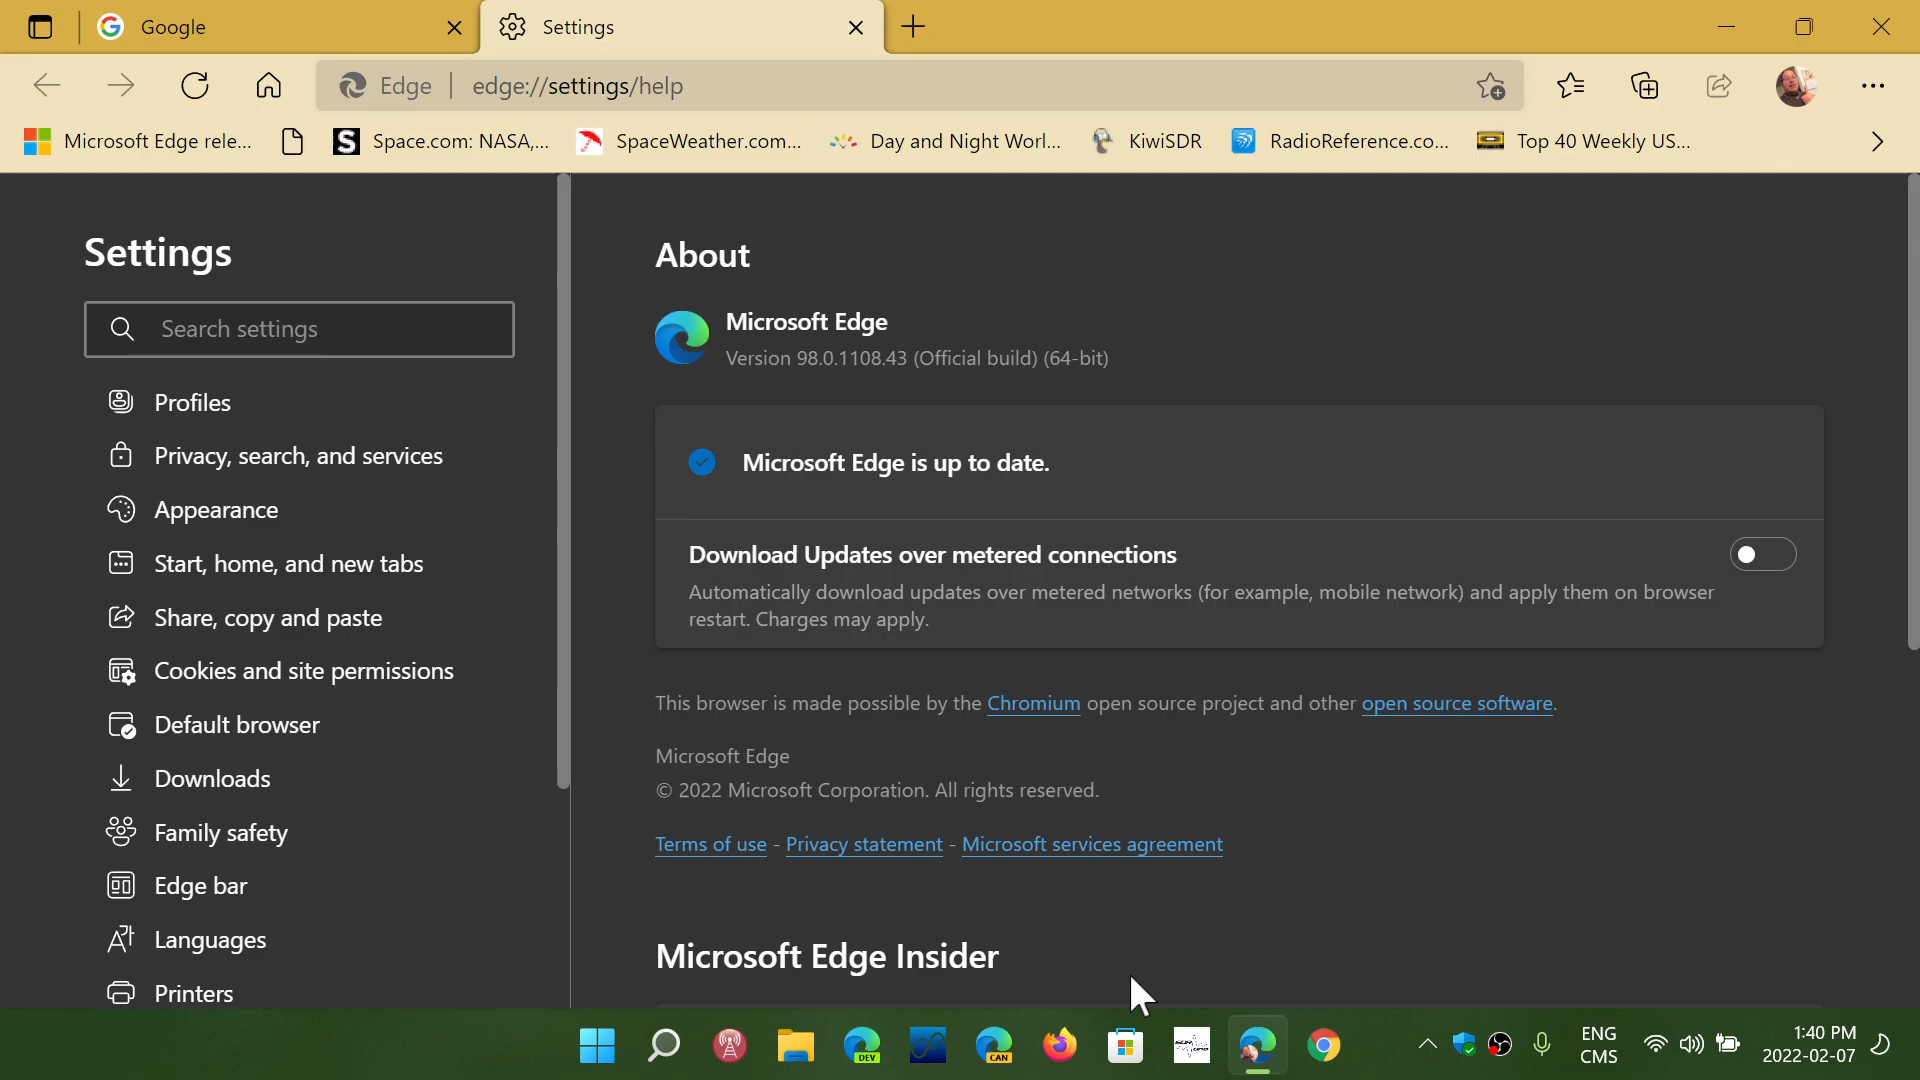 Google
Settings
Edge
edge://settings/help
Microsoft Edge rele...
Space.com: NASA,...
SpaceWeather.com...
Day and Night Worl...
KiwiSDR
RadioReference.co...
Top 40 Weekly US...
Settings
Search settings
Profiles
Privacy, search, and services
Appearance
Start, home, and new tabs
Share, copy and paste
Cookies and site permissions
Default browser
Downloads
Family safety
Edge bar
Languages
Printers
About
Microsoft Edge
Version 98.0.1108.43 (Official build) (64-bit)
Microsoft Edge is up to date.
Download Updates over metered connections
Automatically download updates over metered networks (for example, mobile network) and apply them on browser
restart. Charges may apply.
This browser is made possible by the Chromium open source project and other open source software.
Microsoft Edge
© 2022 Microsoft Corporation. All rights reserved.
Terms of use - Privacy statement - Microsoft services agreement
Microsoft Edge Insider
DEV
CAN
ENG
CMS
1:40 PM
2022-02-07